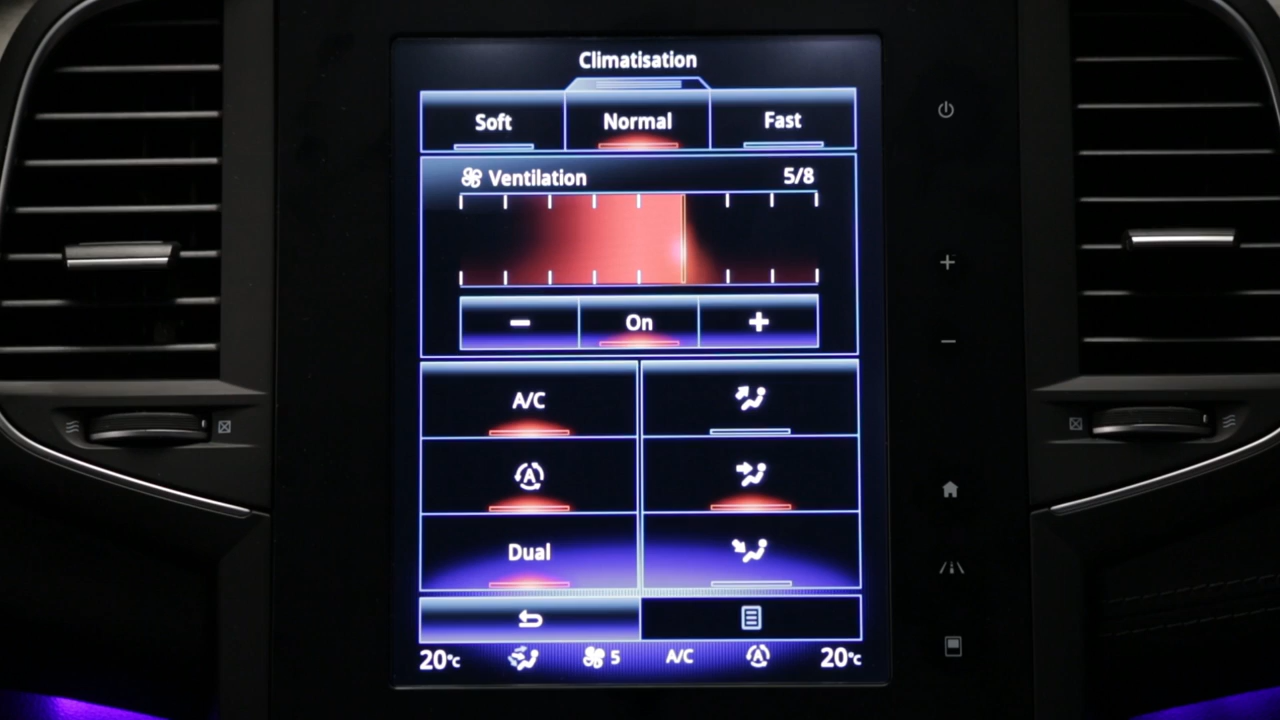 Climatisation
Soft Normal Fast
Ventilation 5/8
− On +
A/C
A
Dual
20°C 5 A/C A 20°C